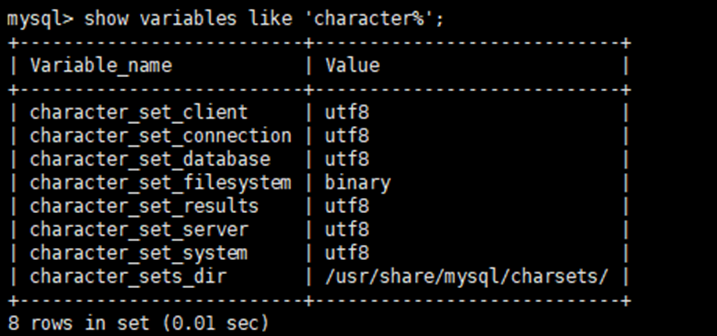 mysql> show variables like 'character%';
+--------------------------+----------------------------+
| Variable_name            | Value                      |
+--------------------------+----------------------------+
| character_set_client     | utf8                       |
| character_set_connection | utf8                       |
| character_set_database   | utf8                       |
| character_set_filesystem | binary                     |
| character_set_results    | utf8                       |
| character_set_server     | utf8                       |
| character_set_system     | utf8                       |
| character_sets_dir       | /usr/share/mysql/charsets/ |
+--------------------------+----------------------------+
8 rows in set (0.01 sec)